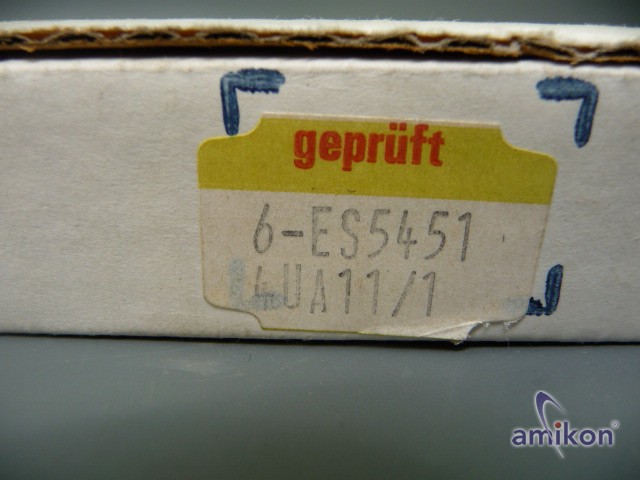 geprüft
6-ES5451
4UA11/1
amikon